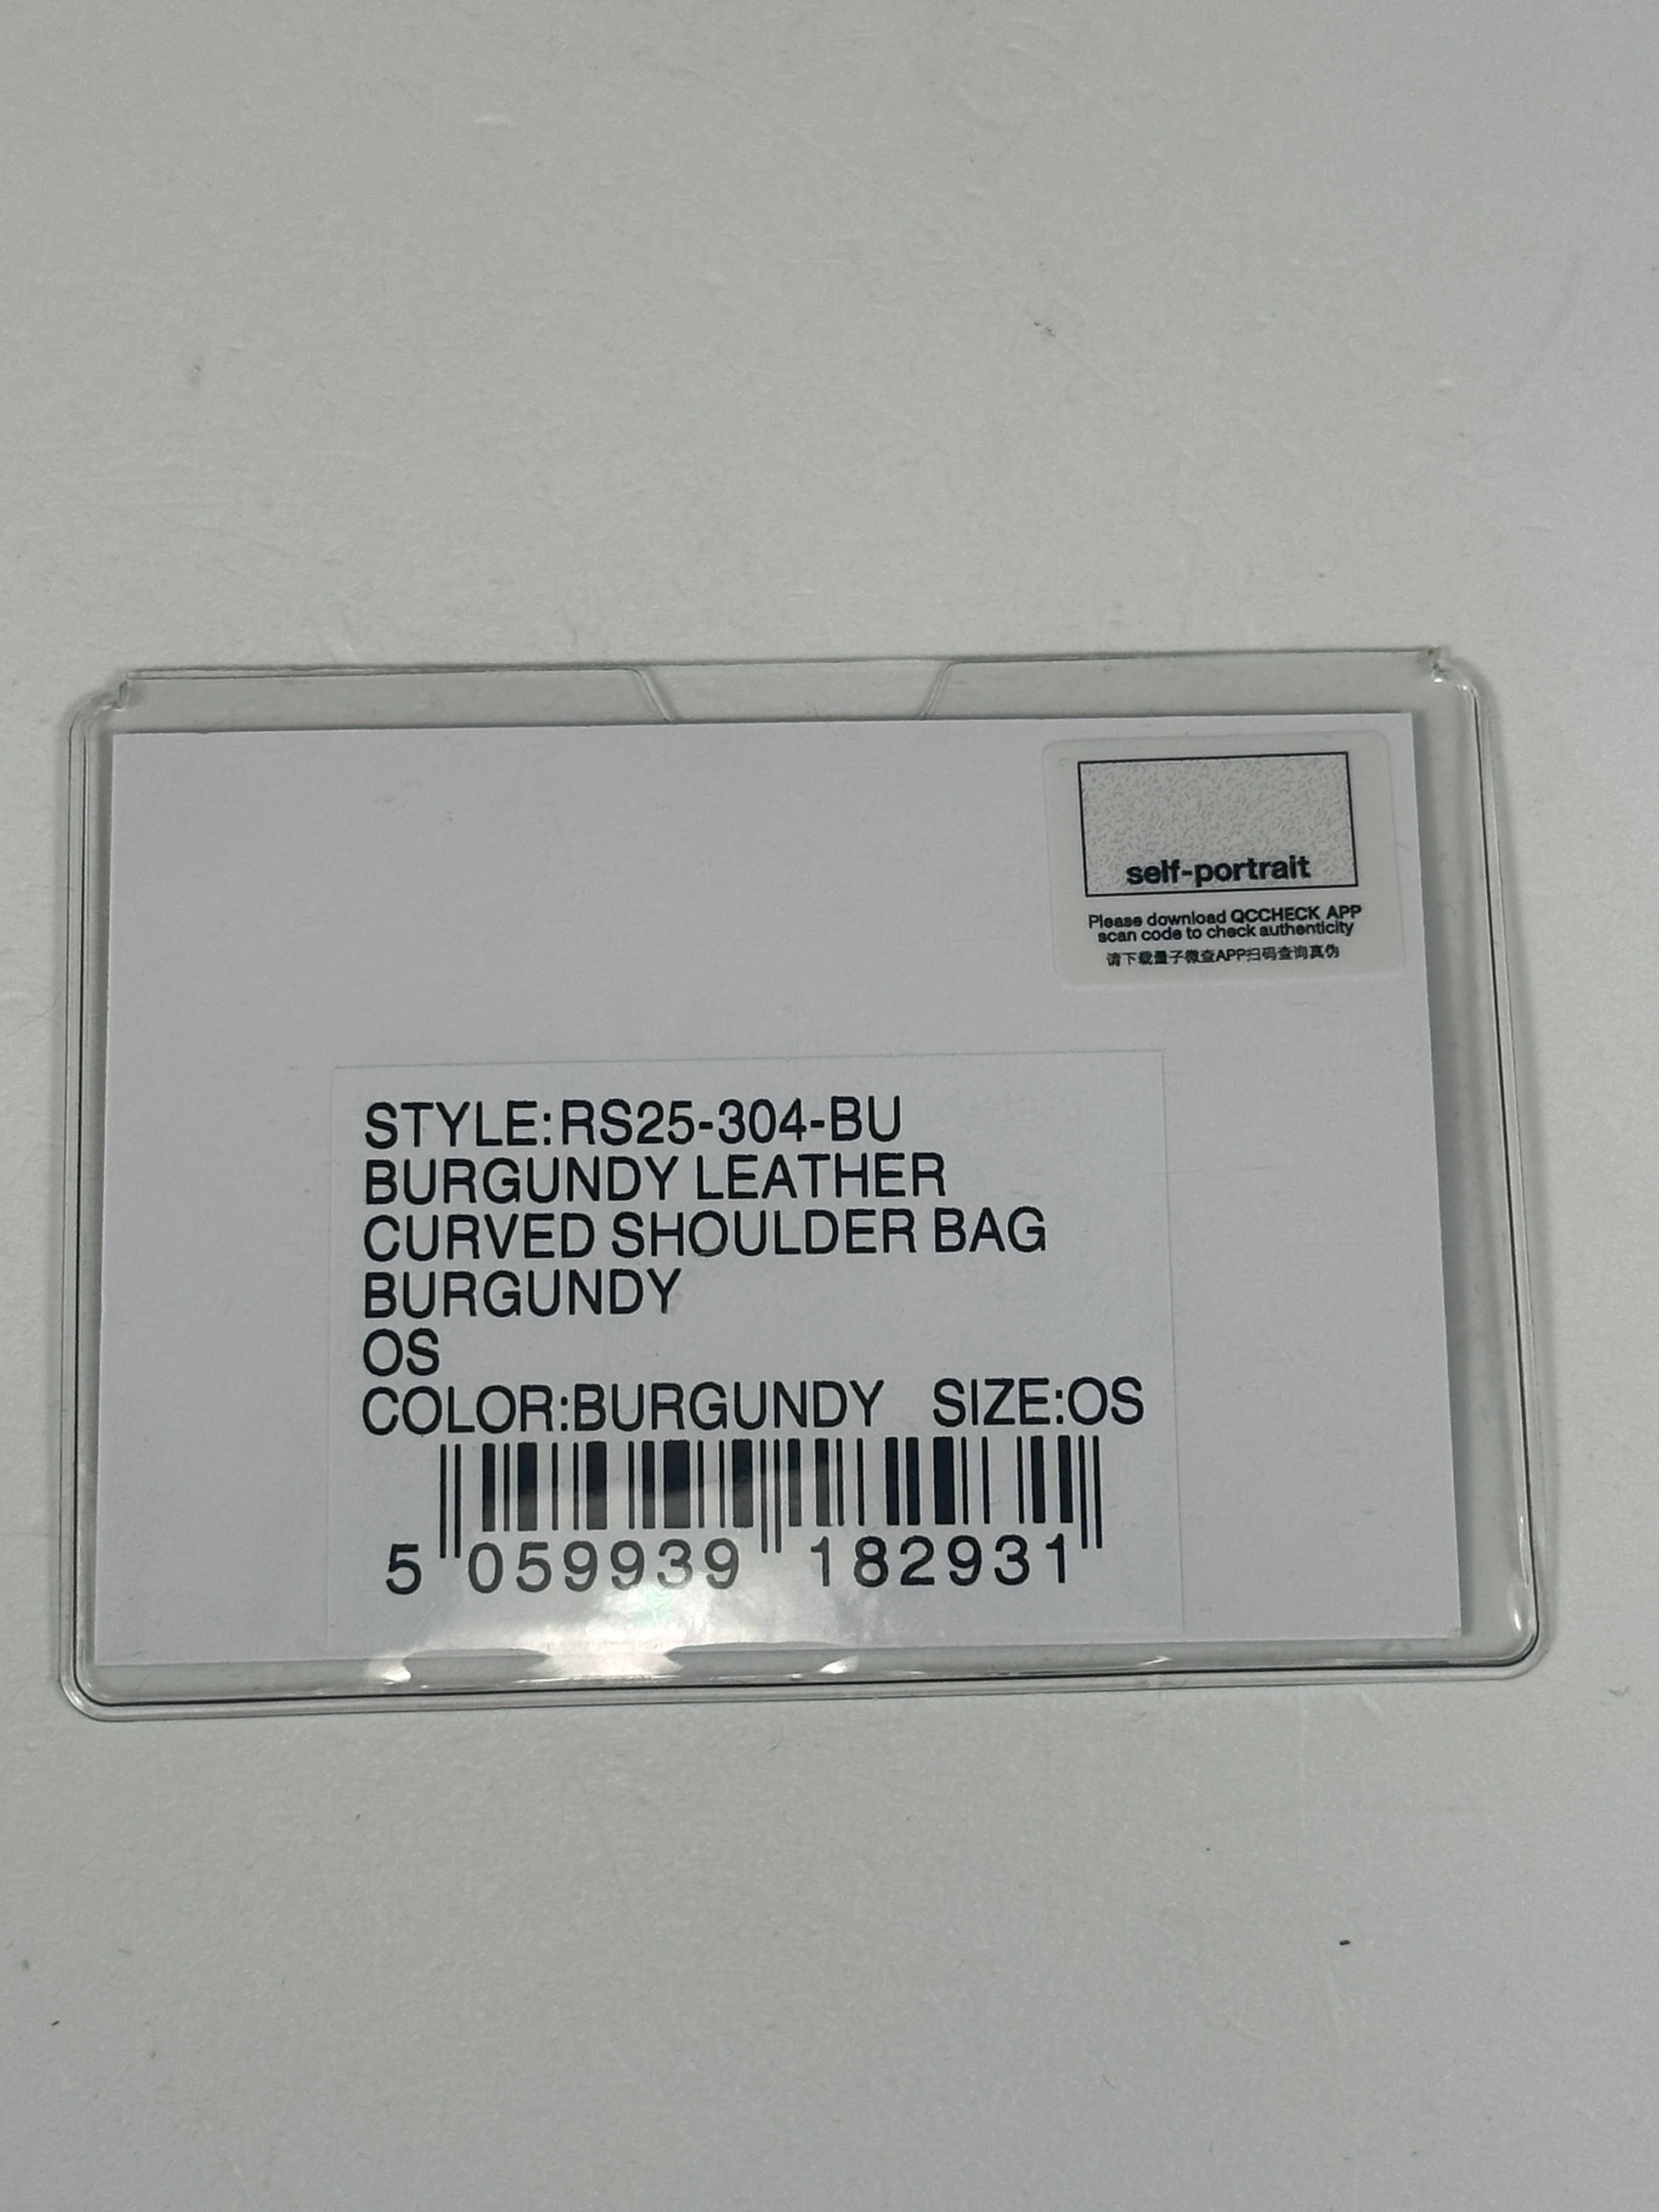 self-portrait
Please download QCCHECK APP
scan code to check authenticity
请下载量子微查APP扫码查询真伪
STYLE:RS25-304-BU
BURGUNDY LEATHER
CURVED SHOULDER BAG
BURGUNDY
OS
COLOR:BURGUNDY SIZE:OS
5 059939 182931